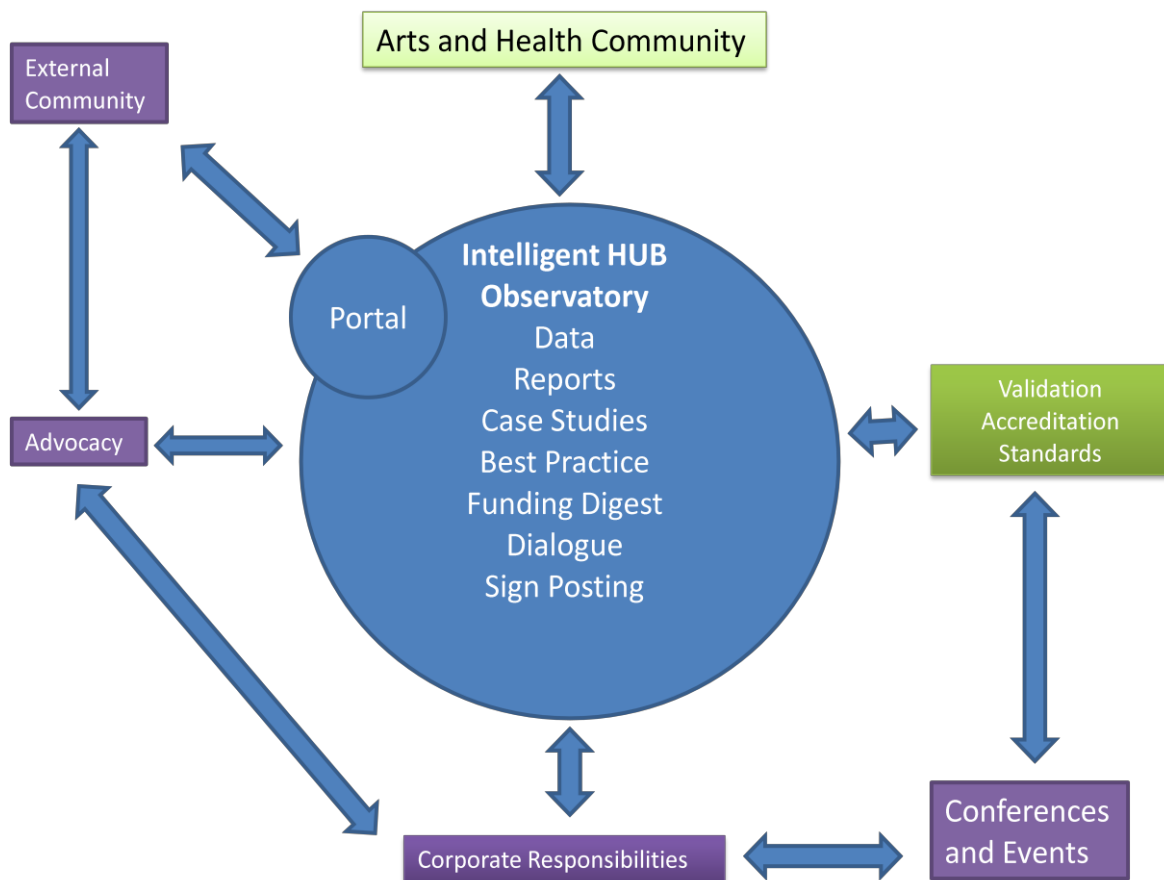 Arts and Health Community
External
Community
Intelligent HUB
Observatory
Data
Reports
Case Studies
Best Practice
Funding Digest
Dialogue
Sign Posting
Portal
Advocacy
Validation
Accreditation
Standards
Corporate Responsibilities
Conferences
and Events